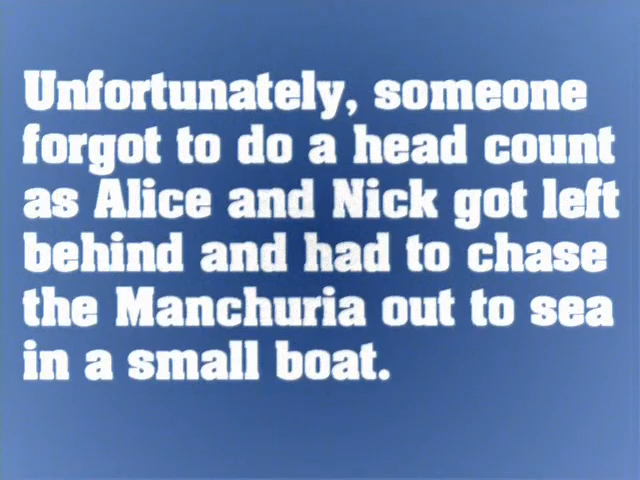 Unfortunately, someone
forgot to do a head count
as Alice and Nick got left
behind and had to chase
the Manchuria out to sea
in a small boat.